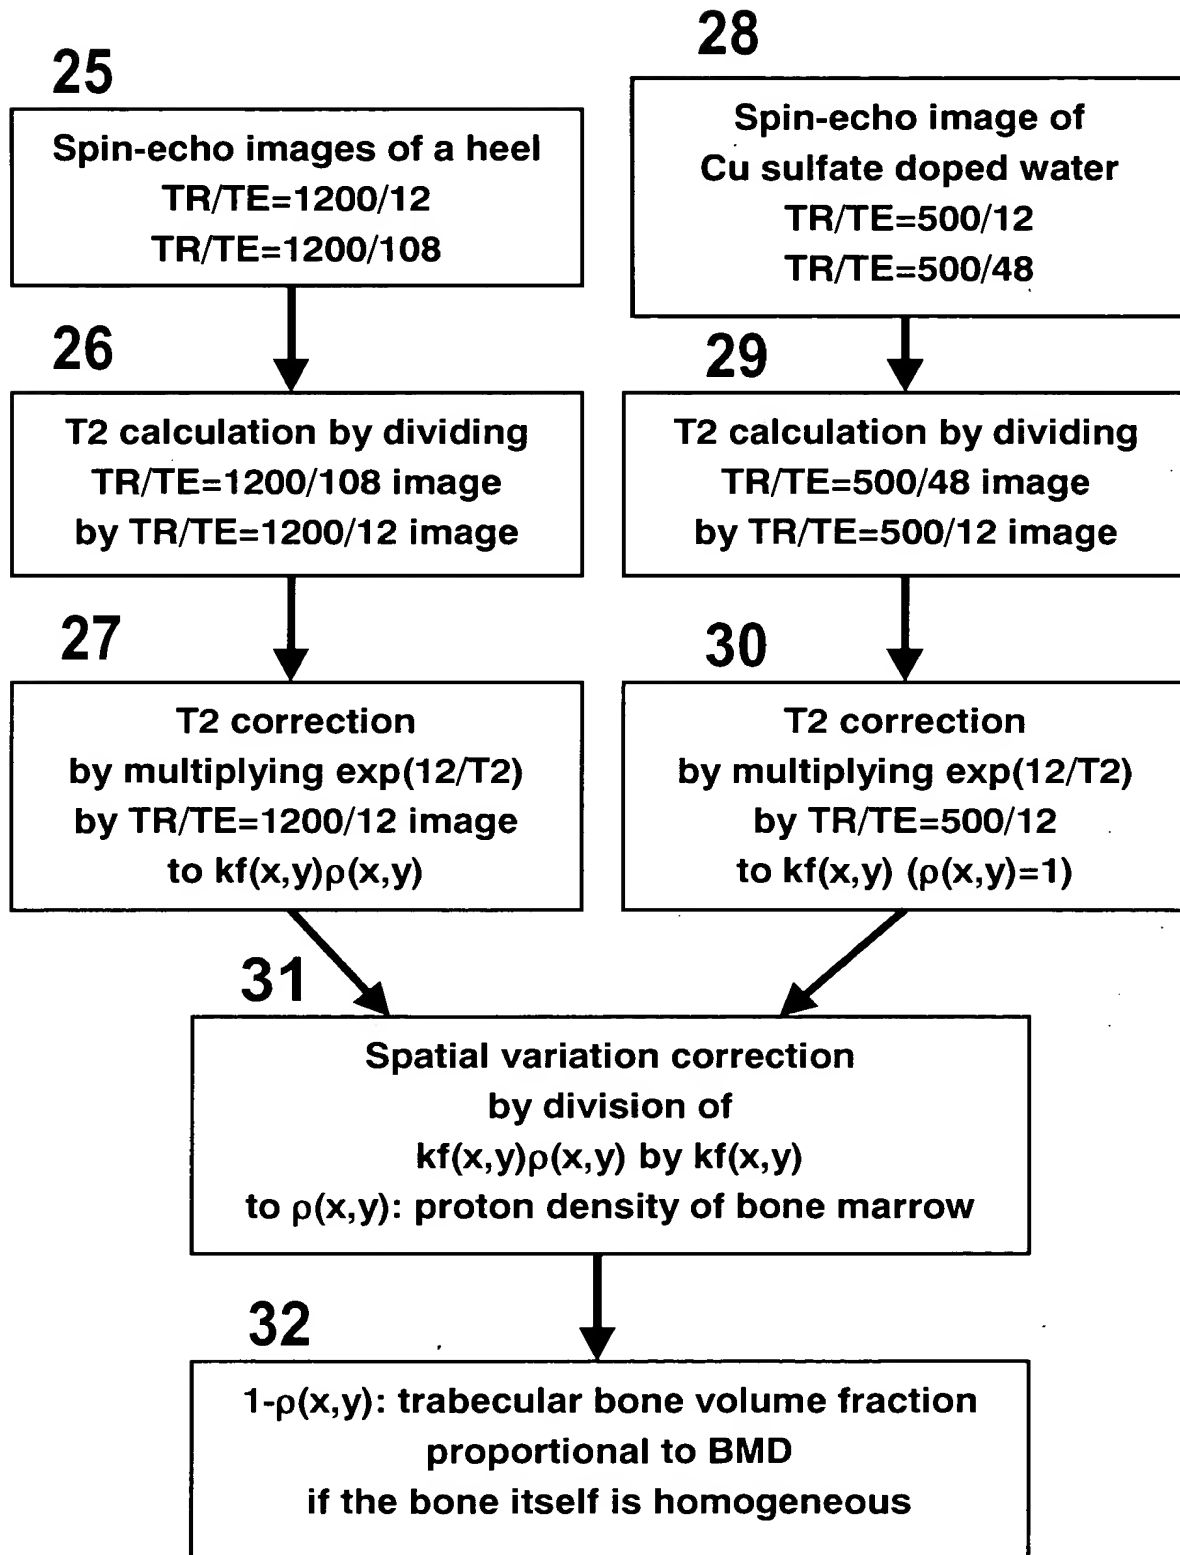 25
Spin-echo images of a heel
TR/TE=1200/12
TR/TE=1200/108
28
Spin-echo image of
Cu sulfate doped water
TR/TE=500/12
TR/TE=500/48
26
T2 calculation by dividing
TR/TE=1200/108 image
by TR/TE=1200/12 image
29
T2 calculation by dividing
TR/TE=500/48 image
by TR/TE=500/12 image
27
T2 correction
by multiplying exp(12/T2)
by TR/TE=1200/12 image
to kf(x,y)ρ(x,y)
30
T2 correction
by multiplying exp(12/T2)
by TR/TE=500/12
to kf(x,y) (ρ(x,y)=1)
31
Spatial variation correction
by division of
kf(x,y)ρ(x,y) by kf(x,y)
to ρ(x,y): proton density of bone marrow
32
1-ρ(x,y): trabecular bone volume fraction
proportional to BMD
if the bone itself is homogeneous